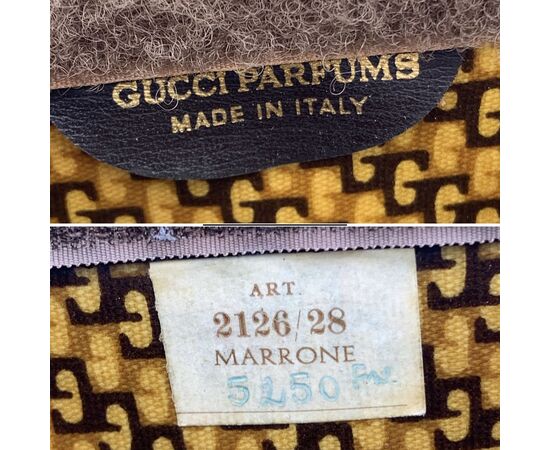 GUCCI PARFUMS
MADE IN ITALY
ART.
2126/28
MARRONE
5250